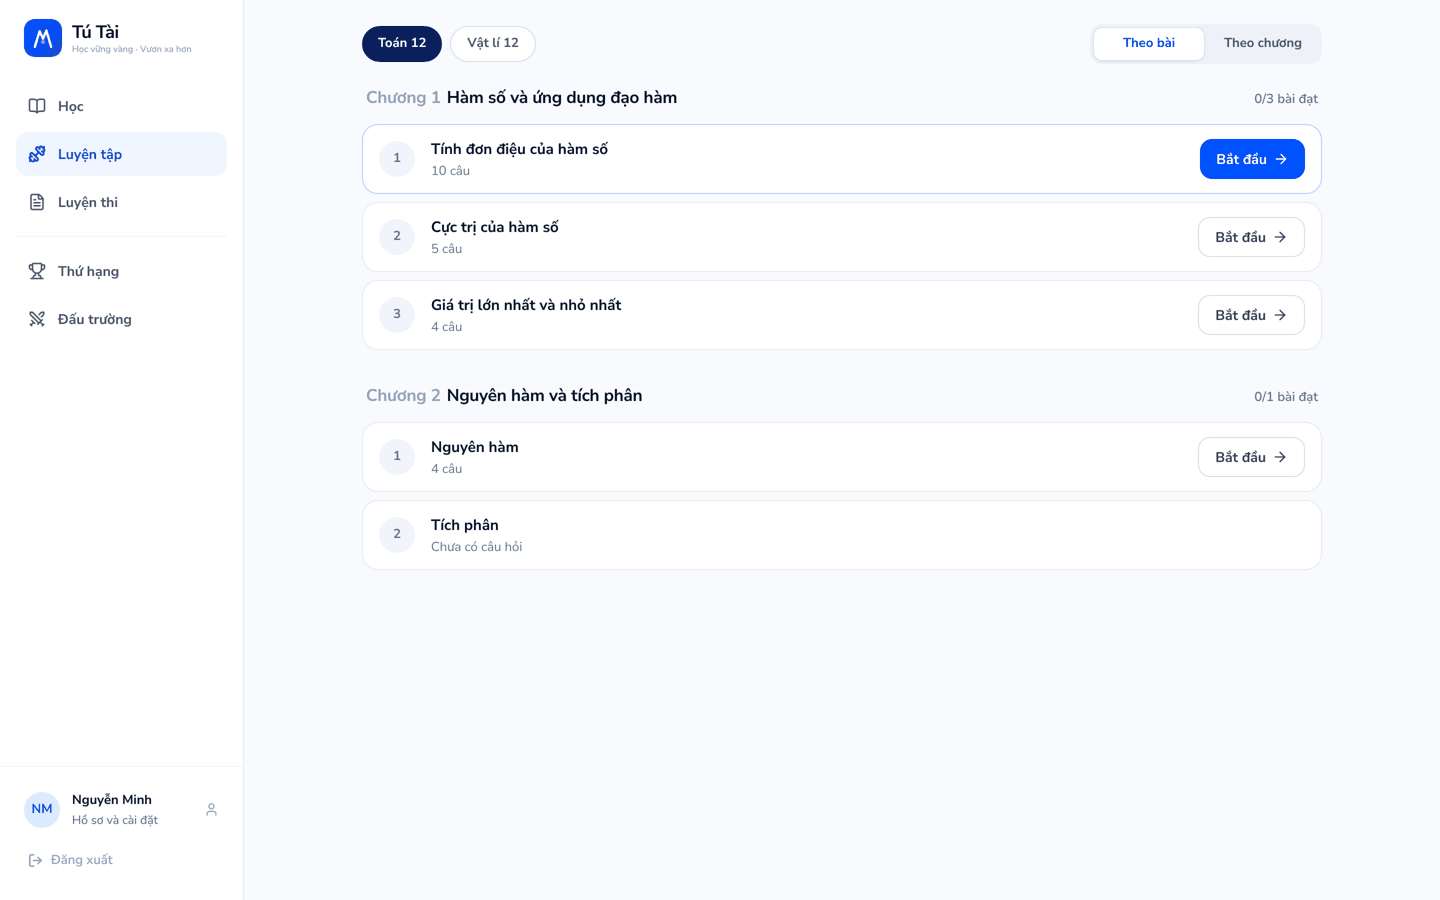 Tú Tài
Học vững vàng · Vươn xa hơn
Học
Luyện tập
Luyện thi
Thứ hạng
Đấu trường
NM
Nguyễn Minh
Hồ sơ và cài đặt
Đăng xuất
Toán 12
Vật lí 12
Theo bài
Theo chương
Chương 1 Hàm số và ứng dụng đạo hàm
0/3 bài đạt
1
Tính đơn điệu của hàm số
10 câu
Bắt đầu
2
Cực trị của hàm số
5 câu
Bắt đầu
3
Giá trị lớn nhất và nhỏ nhất
4 câu
Bắt đầu
Chương 2 Nguyên hàm và tích phân
0/1 bài đạt
1
Nguyên hàm
4 câu
Bắt đầu
2
Tích phân
Chưa có câu hỏi